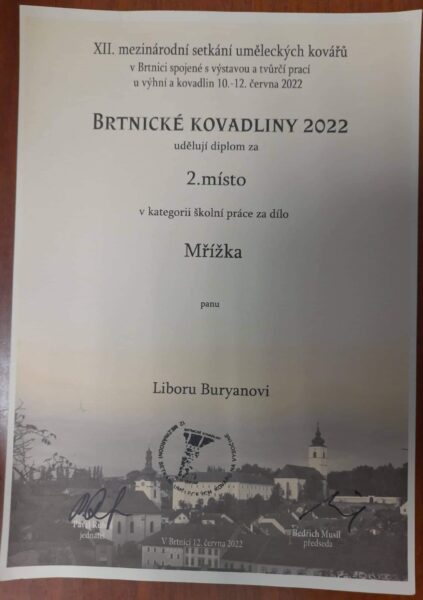 XII. mezinárodní setkání uměleckých kovářů
v Brtnici spojené s výstavou a tvůrčí prací
u výhní a kovadlin 10.-12. června 2022
BRTNICKÉ KOVADLINY 2022
udělují diplom za
2.místo
v kategorii školní práce za dílo
Mřížka
panu
Liboru Buryanovi
jednatel
Bedřich Musil
předseda
V Brtnici 12. června 2022